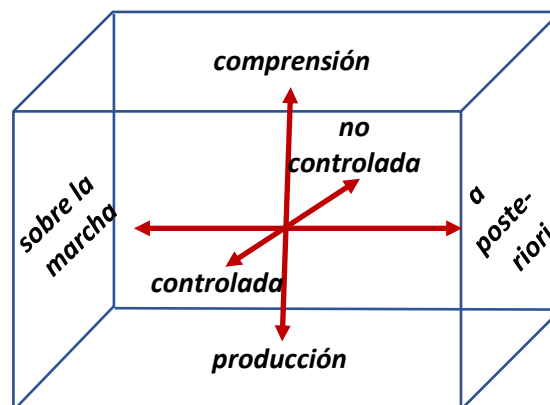 comprensión
no
controlada
sobre la
marcha
a
poste-
riori
controlada
producción